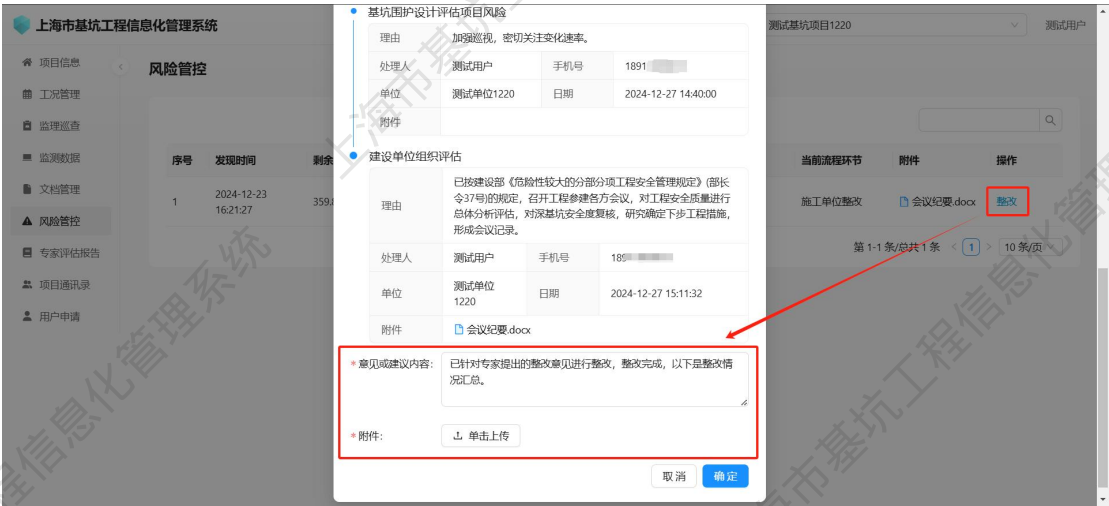 上海市基坑工程信息化管理系统
测试基坑项目1220
测试用户
项目信息
工况管理
监理巡查
监测数据
文档管理
风险管控
专家评估报告
项目通讯录
用户申请
风险管控
序号 发现时间 剩余
当前流程环节 附件 操作
1 2024-12-23
16:21:27
359.8
施工单位整改 会议纪要.docx 整改
第 1-1 条/总共 1 条 < 1 > 10 条/页
基坑围护设计评估项目风险
理由 加强巡视，密切关注变化速率。
处理人 测试用户 手机号 1891
单位 测试单位1220 日期 2024-12-27 14:40:00
附件
建设单位组织评估
理由
已按建设部《危险性较大的分部分项工程安全管理规定》(部长
令37号)的规定，召开工程参建各方会议，对工程安全质量进行
总体分析评估，对深基坑安全度复核，研究确定下步工程措施，
形成会议记录。
处理人 测试用户 手机号 189
单位 测试单位
1220
日期 2024-12-27 15:11:32
附件 会议纪要.docx
* 意见或建议内容:
已针对专家提出的整改意见进行整改，整改完成，以下是整改情
况汇总。
* 附件: 单击上传
取 消 确 定
上海市基坑工程信息化管理系统